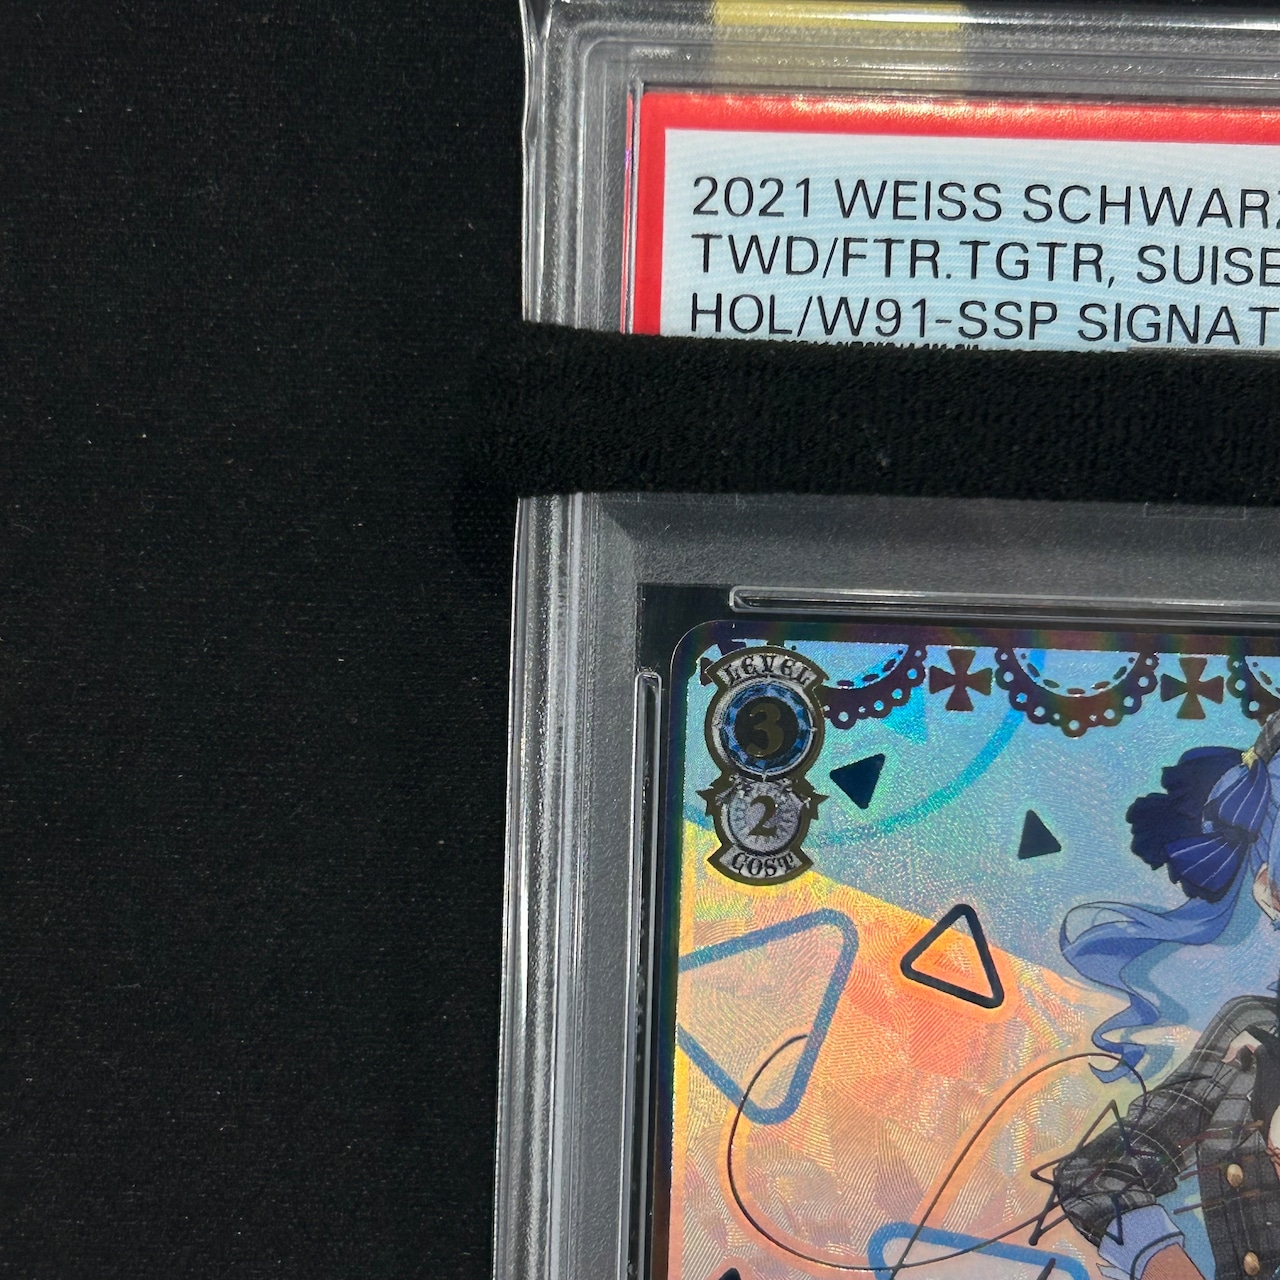 2021 WEISS SCHWARZ
TWD/FTR.TGTR, SUISE
HOL/W91-SSP SIGNAT
LEVEL
3
2
COST